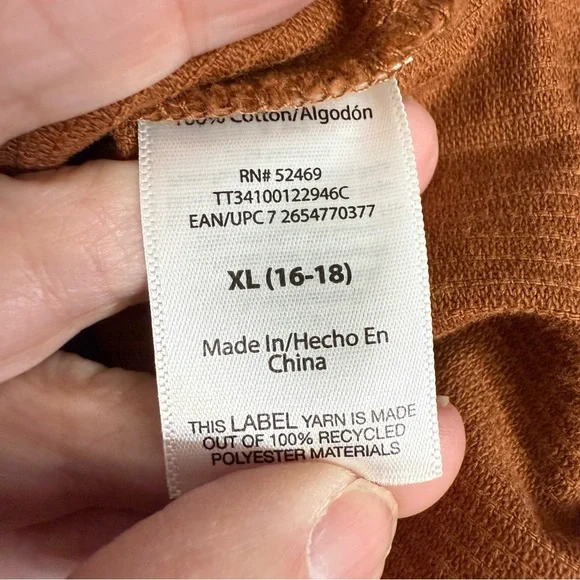 100% Cotton/Algodón
RN# 52469
TT34100122946C
EAN/UPC 7 2654770377
XL (16-18)
Made In/Hecho En
China
THIS LABEL YARN IS MADE
OUT OF 100% RECYCLED
POLYESTER MATERIALS